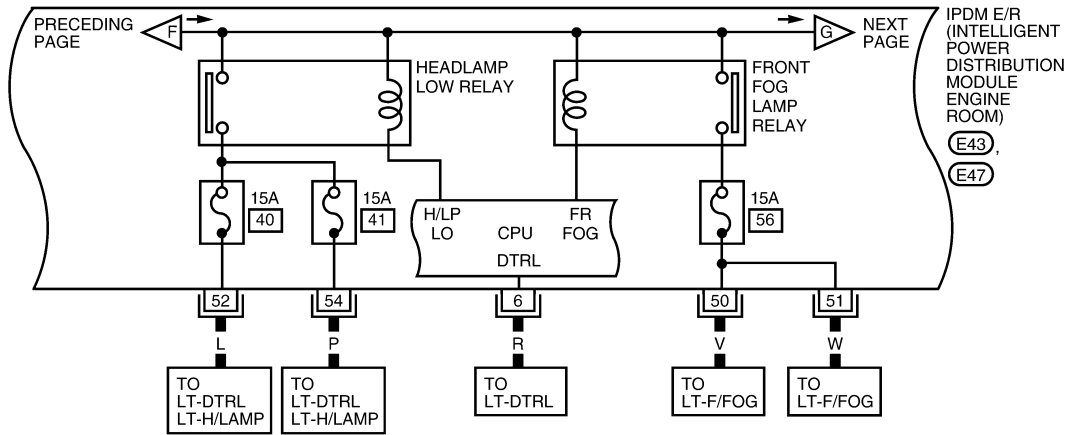 PRECEDING
PAGE
F
G
NEXT
PAGE
IPDM E/R
(INTELLIGENT
POWER
DISTRIBUTION
MODULE
ENGINE
ROOM)
E43,
E47
HEADLAMP
LOW RELAY
FRONT
FOG
LAMP
RELAY
15A
40
15A
41
H/LP
LO
CPU
DTRL
FR
FOG
15A
56
52
54
6
50
51
L
P
R
V
W
TO
LT-DTRL
LT-H/LAMP
TO
LT-DTRL
LT-H/LAMP
TO
LT-DTRL
TO
LT-F/FOG
TO
LT-F/FOG